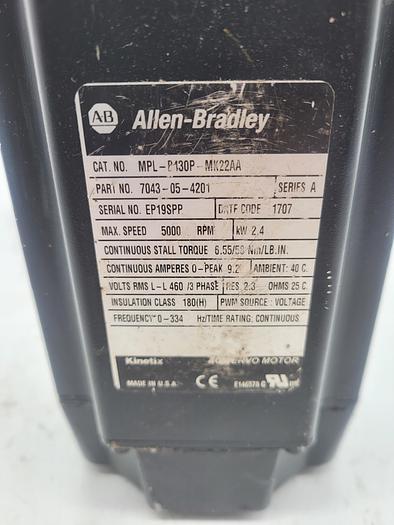 AB Allen-Bradley
CAT. NO. MPL-B430P-MK22AA
PART NO. 7043-05-4201 SERIES A
SERIAL NO. EP19SPP DATE CODE 1707
MAX. SPEED 5000 RPM kW 2.4
CONTINUOUS STALL TORQUE 6.55/58 Nm/LB.IN.
CONTINUOUS AMPERES 0-PEAK 9.2 AMBIENT: 40 C.
VOLTS RMS L-L 460 /3 PHASE RES. 2.3 OHMS 25 C.
INSULATION CLASS 180(H) PWM SOURCE: VOLTAGE
FREQUENCY 0-334 Hz/TIME RATING: CONTINUOUS
Kinetix AC SERVO MOTOR
MADE IN U.S.A. CE